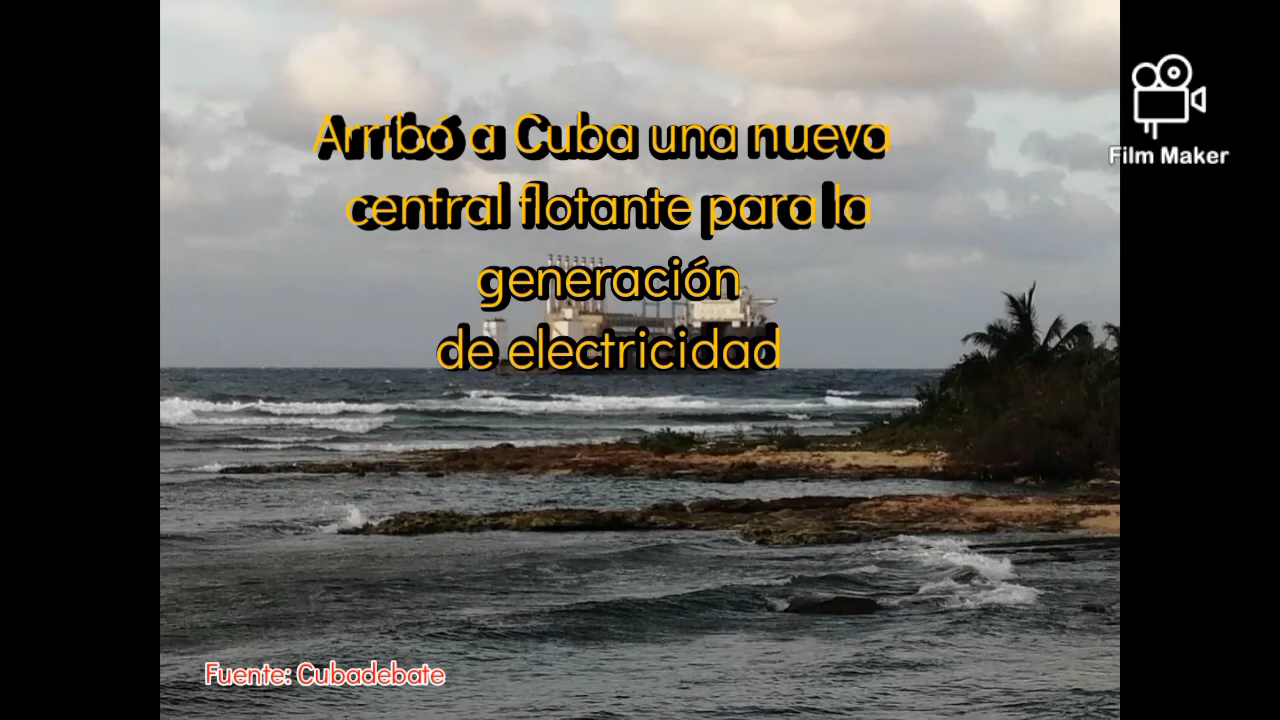 Arribó a Cuba una nueva
central flotante para la
generación
de electricidad
Film Maker
Fuente: Cubadebate